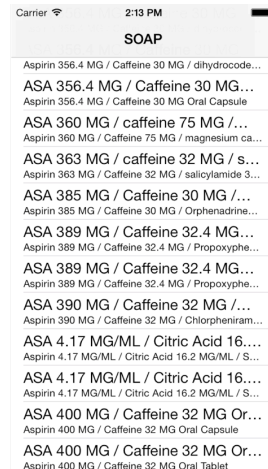 Carrier 2:13 PM
SOAP
Aspirin 356.4 MG / Caffeine 30 MG / dihydrocode...
ASA 356.4 MG / Caffeine 30 MG...
Aspirin 356.4 MG / Caffeine 30 MG Oral Capsule
ASA 360 MG / caffeine 75 MG /...
Aspirin 360 MG / Caffeine 75 MG / magnesium ca...
ASA 363 MG / caffeine 32 MG / s...
Aspirin 363 MG / Caffeine 32 MG / salicylamide 3...
ASA 385 MG / Caffeine 30 MG /...
Aspirin 385 MG / Caffeine 30 MG / Orphenadrine...
ASA 389 MG / Caffeine 32.4 MG...
Aspirin 389 MG / Caffeine 32.4 MG / Propoxyphe...
ASA 389 MG / Caffeine 32.4 MG...
Aspirin 389 MG / Caffeine 32.4 MG / Propoxyphe...
ASA 390 MG / Caffeine 32 MG /...
Aspirin 390 MG / Caffeine 32 MG / Chlorpheniram...
ASA 4.17 MG/ML / Citric Acid 16....
Aspirin 4.17 MG/ML / Citric Acid 16.2 MG/ML / S...
ASA 4.17 MG/ML / Citric Acid 16....
Aspirin 4.17 MG/ML / Citric Acid 16.2 MG/ML / S...
ASA 400 MG / Caffeine 32 MG Or...
Aspirin 400 MG / Caffeine 32 MG Oral Capsule
ASA 400 MG / Caffeine 32 MG Or...
Aspirin 400 MG / Caffeine 32 MG Oral Tablet